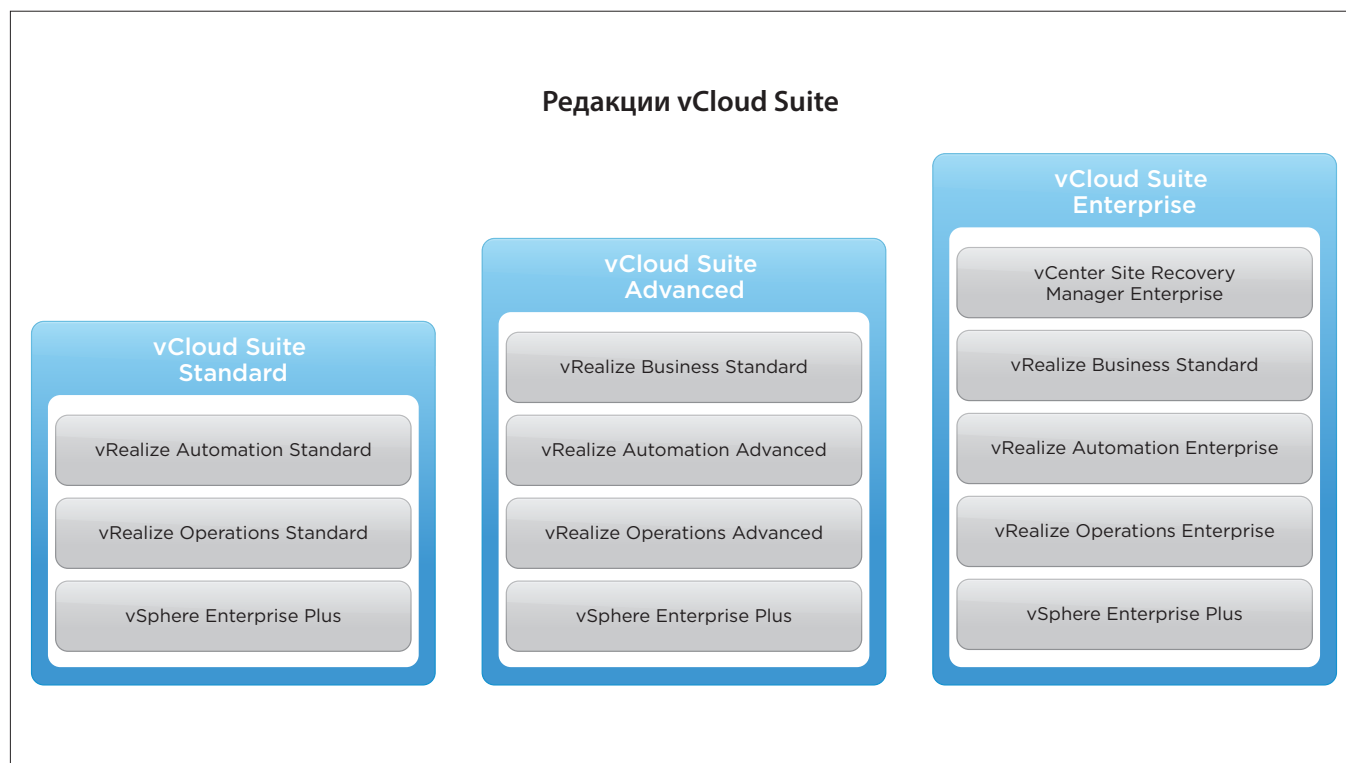 Редакции vCloud Suite
vCloud Suite
Standard
vRealize Automation Standard
vRealize Operations Standard
vSphere Enterprise Plus
vCloud Suite
Advanced
vRealize Business Standard
vRealize Automation Advanced
vRealize Operations Advanced
vSphere Enterprise Plus
vCloud Suite
Enterprise
vCenter Site Recovery
Manager Enterprise
vRealize Business Standard
vRealize Automation Enterprise
vRealize Operations Enterprise
vSphere Enterprise Plus